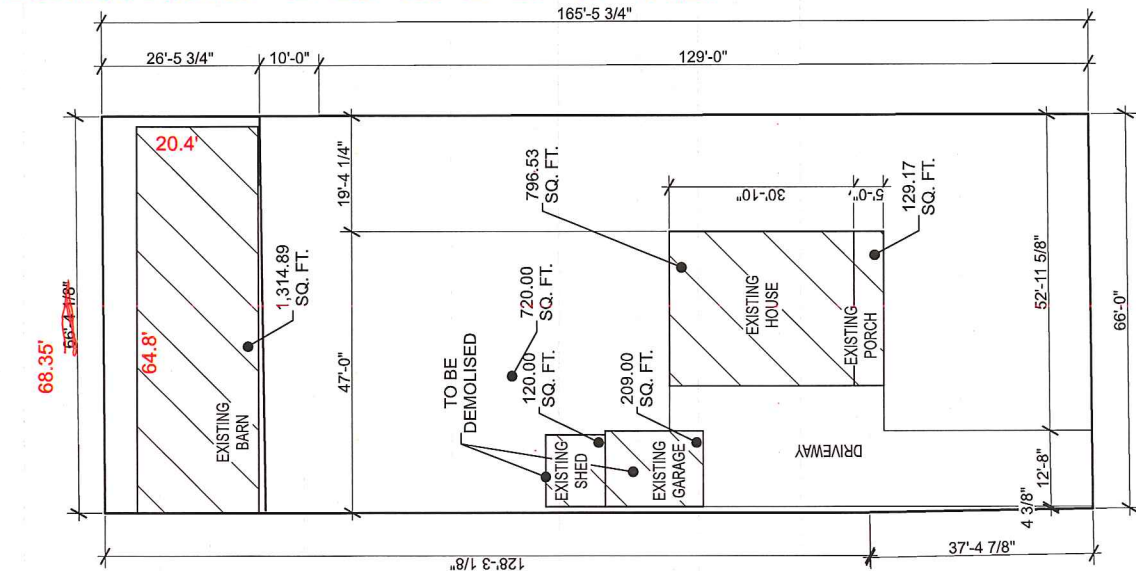 165'-5 3/4"
26'-5 3/4"
10'-0"
129'-0"
20.4'
19'-4 1/4"
796.53
SQ. FT.
30'-10"
5'-0"
129.17
SQ. FT.
68.35'
66'-4 1/8"
64.8'
1,314.89
SQ. FT.
EXISTING
BARN
47'-0"
TO BE
DEMOLISED
720.00
SQ. FT.
120.00
SQ. FT.
209.00
SQ. FT.
EXISTING
SHED
EXISTING
GARAGE
EXISTING
HOUSE
EXISTING
PORCH
DRIVEWAY
52'-11 5/8"
66'-0"
12'-8"
4 3/8"
128'-3 1/8"
37'-4 7/8"